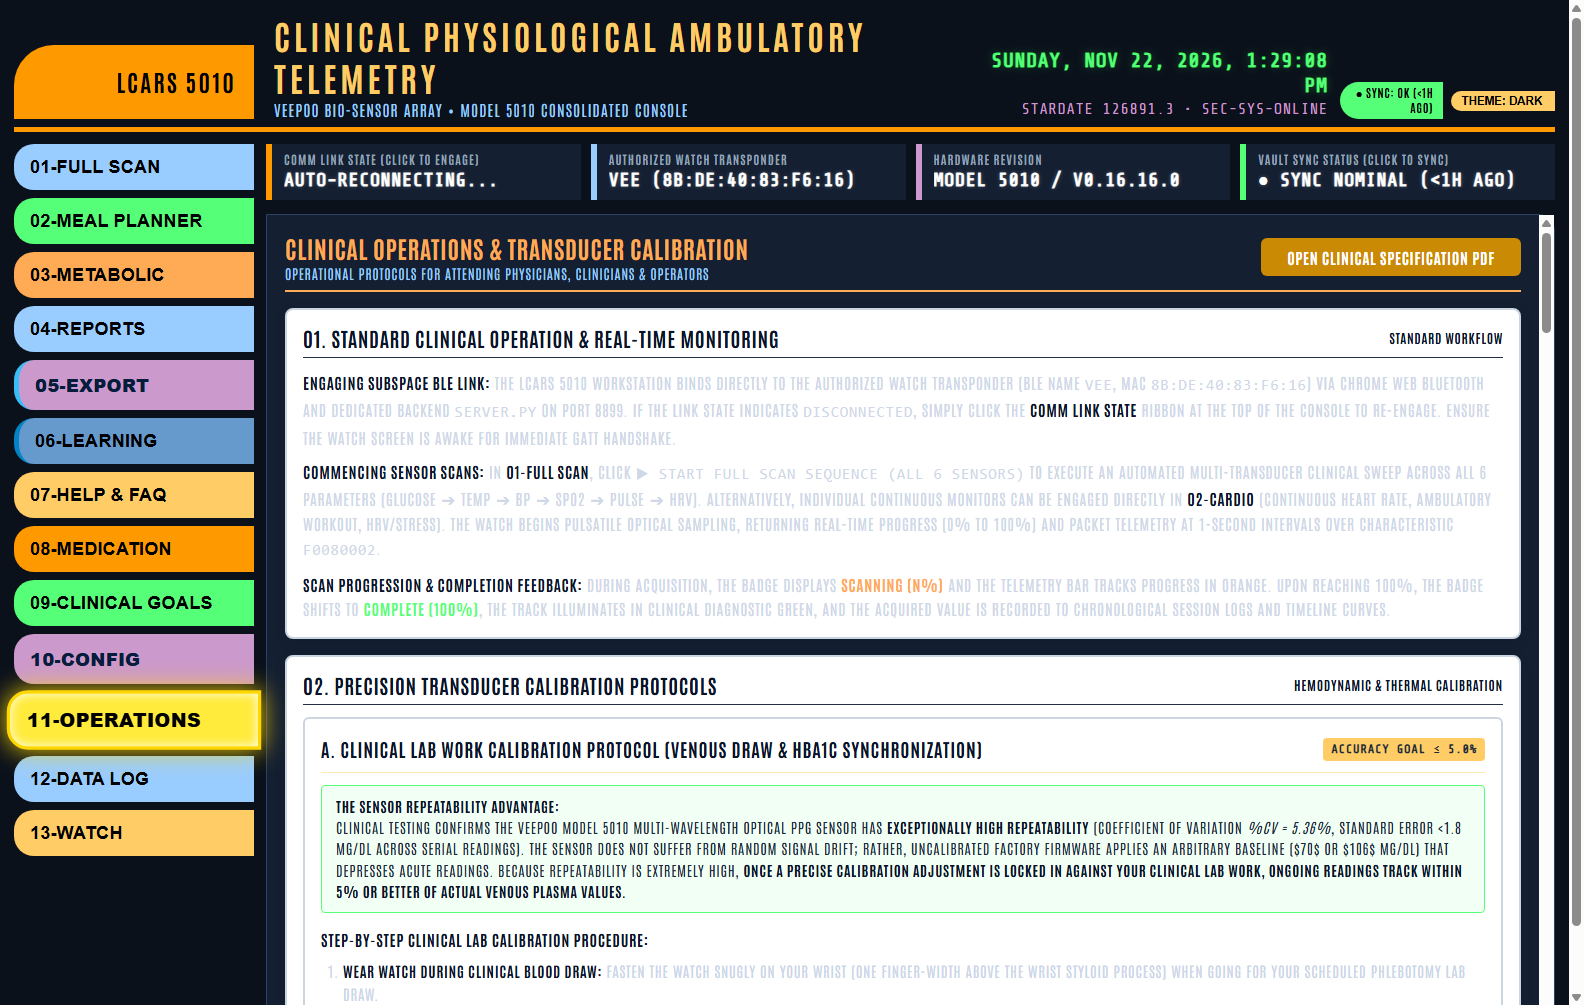 LCARS 5010
CLINICAL PHYSIOLOGICAL AMBULATORY
TELEMETRY
VEEPOO BIO-SENSOR ARRAY • MODEL 5010 CONSOLIDATED CONSOLE
SUNDAY, NOV 22, 2026, 1:29:08
PM
STARDATE 126891.3 · SEC-SYS-ONLINE
● SYNC: OK (<1H
AGO)
THEME: DARK
01-FULL SCAN
02-MEAL PLANNER
03-METABOLIC
04-REPORTS
05-EXPORT
06-LEARNING
07-HELP & FAQ
08-MEDICATION
09-CLINICAL GOALS
10-CONFIG
11-OPERATIONS
12-DATA LOG
13-WATCH
COMM LINK STATE (CLICK TO ENGAGE)
AUTO-RECONNECTING...
AUTHORIZED WATCH TRANSPONDER
VEE (8B:DE:40:83:F6:16)
HARDWARE REVISION
MODEL 5010 / V0.16.16.0
VAULT SYNC STATUS (CLICK TO SYNC)
● SYNC NOMINAL (<1H AGO)
CLINICAL OPERATIONS & TRANSDUCER CALIBRATION
OPERATIONAL PROTOCOLS FOR ATTENDING PHYSICIANS, CLINICIANS & OPERATORS
OPEN CLINICAL SPECIFICATION PDF
01. STANDARD CLINICAL OPERATION & REAL-TIME MONITORING
STANDARD WORKFLOW
ENGAGING SUBSPACE BLE LINK: THE LCARS 5010 WORKSTATION BINDS DIRECTLY TO THE AUTHORIZED WATCH TRANSPONDER (BLE NAME VEE, MAC 8B:DE:40:83:F6:16) VIA CHROME WEB BLUETOOTH
AND DEDICATED BACKEND SERVER.PY ON PORT 8899. IF THE LINK STATE INDICATES DISCONNECTED, SIMPLY CLICK THE COMM LINK STATE RIBBON AT THE TOP OF THE CONSOLE TO RE-ENGAGE. ENSURE
THE WATCH SCREEN IS AWAKE FOR IMMEDIATE GATT HANDSHAKE.
COMMENCING SENSOR SCANS: IN 01-FULL SCAN, CLICK ▶ START FULL SCAN SEQUENCE (ALL 6 SENSORS) TO EXECUTE AN AUTOMATED MULTI-TRANSDUCER CLINICAL SWEEP ACROSS ALL 6
PARAMETERS (GLUCOSE → TEMP → BP → SPO2 → PULSE → HRV). ALTERNATIVELY, INDIVIDUAL CONTINUOUS MONITORS CAN BE ENGAGED DIRECTLY IN 02-CARDIO (CONTINUOUS HEART RATE, AMBULATORY
WORKOUT, HRV/STRESS). THE WATCH BEGINS PULSATILE OPTICAL SAMPLING, RETURNING REAL-TIME PROGRESS (0% TO 100%) AND PACKET TELEMETRY AT 1-SECOND INTERVALS OVER CHARACTERISTIC
F0080002.
SCAN PROGRESSION & COMPLETION FEEDBACK: DURING ACQUISITION, THE BADGE DISPLAYS SCANNING (N%) AND THE TELEMETRY BAR TRACKS PROGRESS IN ORANGE. UPON REACHING 100%, THE BADGE
SHIFTS TO COMPLETE (100%), THE TRACK ILLUMINATES IN CLINICAL DIAGNOSTIC GREEN, AND THE ACQUIRED VALUE IS RECORDED TO CHRONOLOGICAL SESSION LOGS AND TIMELINE CURVES.
02. PRECISION TRANSDUCER CALIBRATION PROTOCOLS
HEMODYNAMIC & THERMAL CALIBRATION
A. CLINICAL LAB WORK CALIBRATION PROTOCOL (VENOUS DRAW & HBA1C SYNCHRONIZATION)
ACCURACY GOAL ≤ 5.0%
THE SENSOR REPEATABILITY ADVANTAGE:
CLINICAL TESTING CONFIRMS THE VEEPOO MODEL 5010 MULTI-WAVELENGTH OPTICAL PPG SENSOR HAS EXCEPTIONALLY HIGH REPEATABILITY (COEFFICIENT OF VARIATION %CV = 5.36%, STANDARD ERROR <1.8
MG/DL ACROSS SERIAL READINGS). THE SENSOR DOES NOT SUFFER FROM RANDOM SIGNAL DRIFT; RATHER, UNCALIBRATED FACTORY FIRMWARE APPLIES AN ARBITRARY BASELINE ($70$ OR $106$ MG/DL) THAT
DEPRESSES ACUTE READINGS. BECAUSE REPEATABILITY IS EXTREMELY HIGH, ONCE A PRECISE CALIBRATION ADJUSTMENT IS LOCKED IN AGAINST YOUR CLINICAL LAB WORK, ONGOING READINGS TRACK WITHIN
5% OR BETTER OF ACTUAL VENOUS PLASMA VALUES.
STEP-BY-STEP CLINICAL LAB CALIBRATION PROCEDURE:
1. WEAR WATCH DURING CLINICAL BLOOD DRAW: FASTEN THE WATCH SNUGLY ON YOUR WRIST (ONE FINGER-WIDTH ABOVE THE WRIST STYLOID PROCESS) WHEN GOING FOR YOUR SCHEDULED PHLEBOTOMY LAB
DRAW.